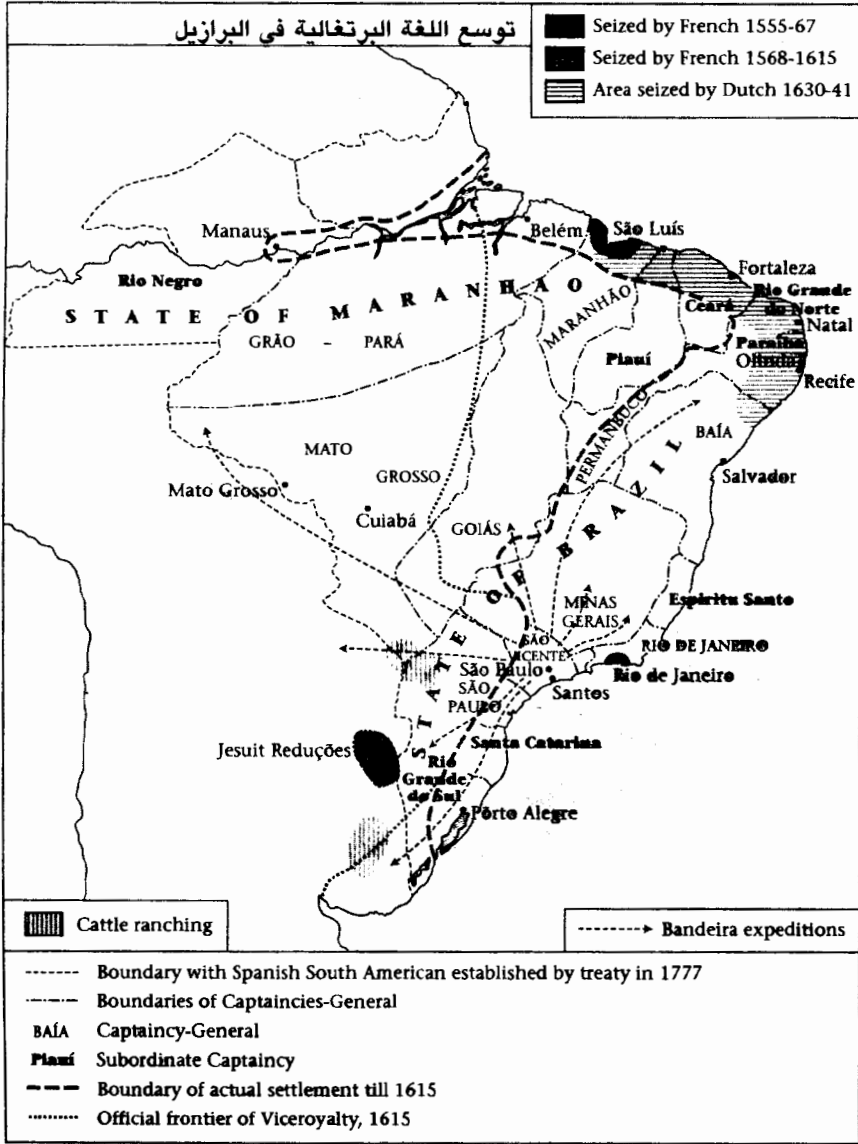 توسع اللغة البرتغالية في البرازيل
Seized by French 1555-67
Seized by French 1568-1615
Area seized by Dutch 1630-41
Manaus
Belém
São Luís
Fortaleza
Rio Negro
Rio Grande
do Norte
STATE OF MARANHAO
MARANHÃO
Ceará
Natal
GRÃO - PARÁ
Piauí
Paraíba
Olinda
Recife
PERMANBUCO
BAÍA
MATO
GROSSO
Salvador
Mato Grosso
Cuiabá
GOIÁS
STATE OF BRAZIL
MINAS
GERAIS
Espiritu Santo
SÃO
VICENTE
RIO DE JANEIRO
São Paulo
Rio de Janeiro
SÃO
PAULO
Santos
Jesuit Reduções
Santa Catarina
Rio
Grande
do Sul
Pôrto Alegre
Cattle ranching
Bandeira expeditions
Boundary with Spanish South American established by treaty in 1777
Boundaries of Captaincies-General
BAÍA Captaincy-General
Piauí Subordinate Captaincy
Boundary of actual settlement till 1615
Official frontier of Viceroyalty, 1615